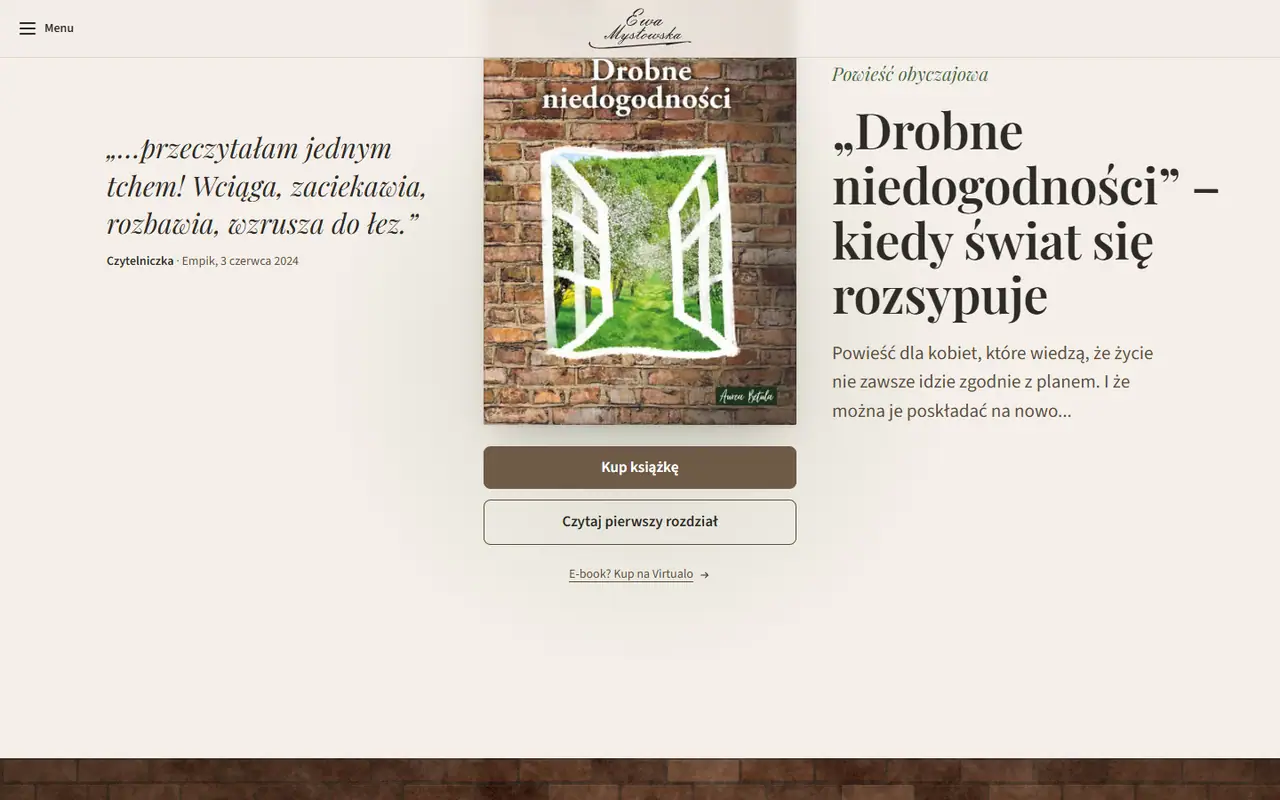 Menu
Ewa
Mysłowska
Drobne
niedogodności
Aurea Betula
„...przeczytałam jednym
tchem! Wciąga, zaciekawia,
rozbawia, wzrusza do łez.”
Czytelniczka · Empik, 3 czerwca 2024
Powieść obyczajowa
„Drobne
niedogodności” –
kiedy świat się
rozsypuje
Powieść dla kobiet, które wiedzą, że życie
nie zawsze idzie zgodnie z planem. I że
można je poskładać na nowo...
Kup książkę
Czytaj pierwszy rozdział
E-book? Kup na Virtualo →